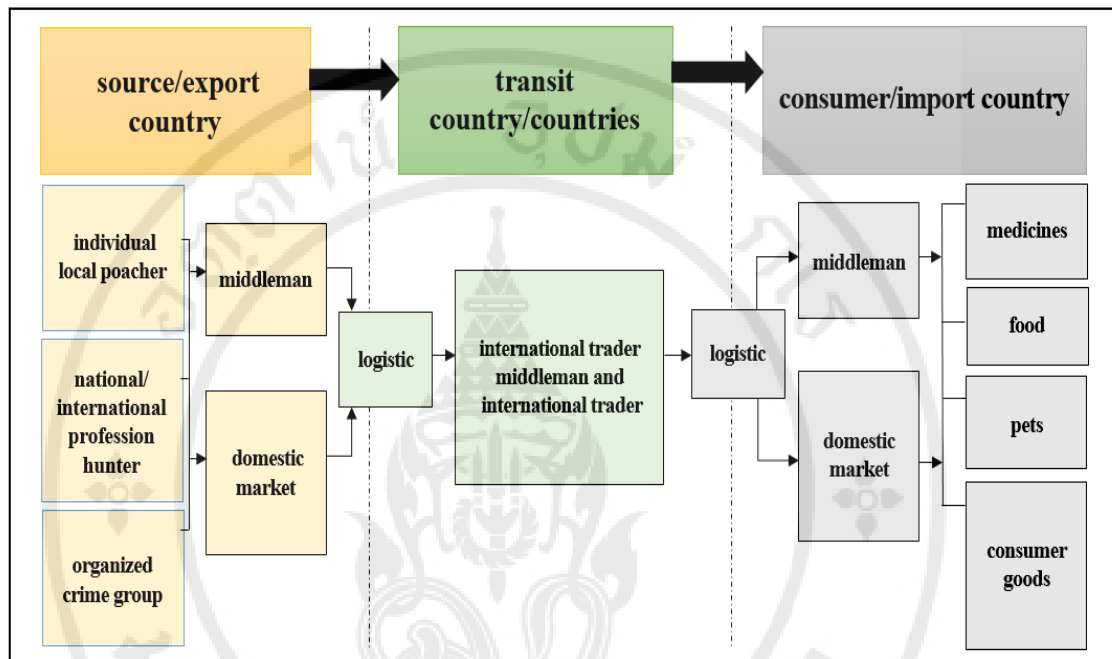 source/export
country
transit
country/countries
consumer/import country
individual
local poacher
national/
international
profession
hunter
organized
crime group
middleman
domestic
market
logistic
international trader
middleman and
international trader
logistic
middleman
domestic
market
medicines
food
pets
consumer
goods